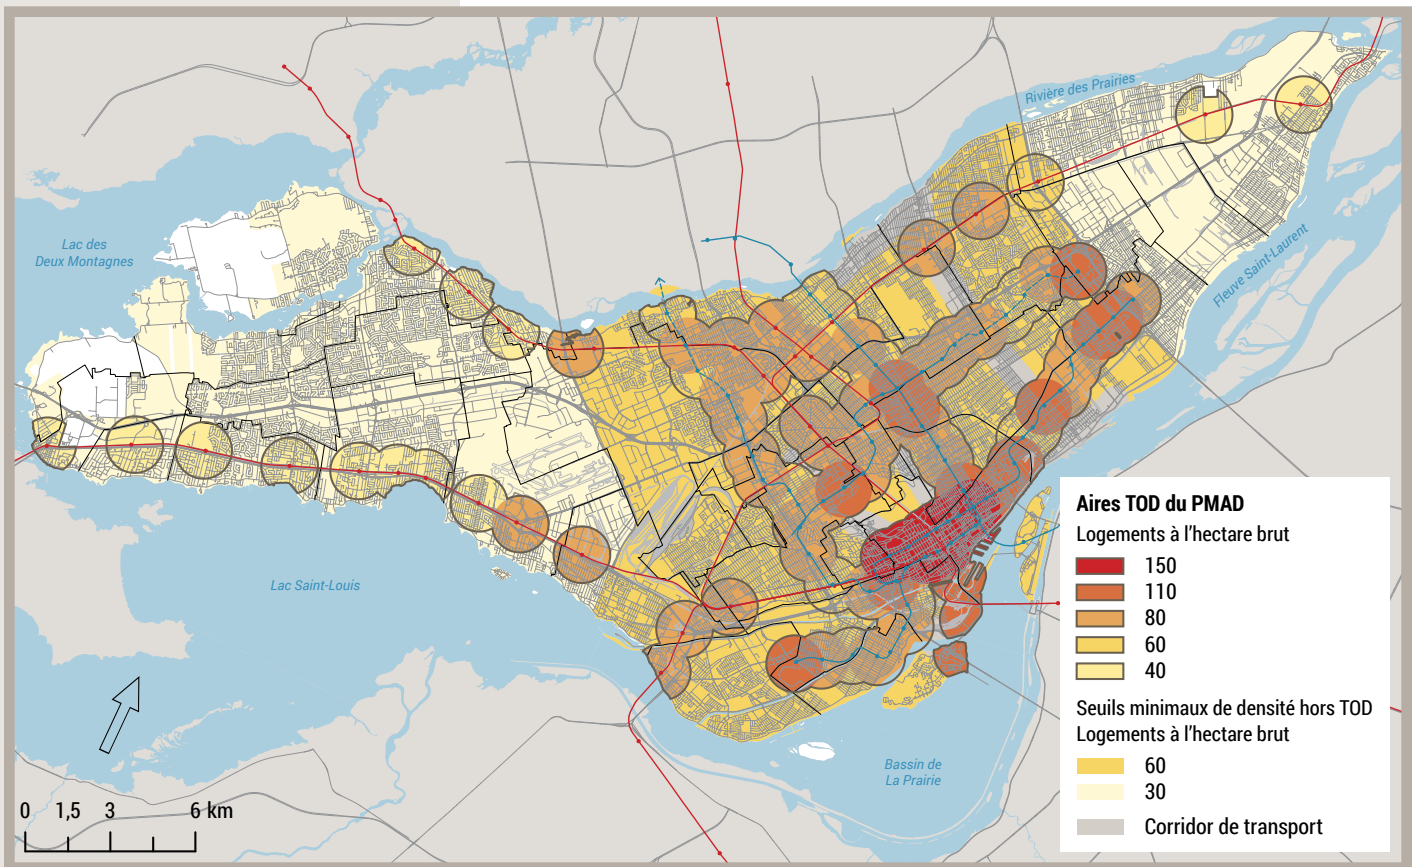 Rivière des Prairies
Lac des
Deux Montagnes
Fleuve Saint-Laurent
Lac Saint-Louis
Bassin de
La Prairie
0 1,5 3 6 km
Aires TOD du PMAD
Logements à l'hectare brut
150
110
80
60
40
Seuils minimaux de densité hors TOD
Logements à l'hectare brut
60
30
Corridor de transport